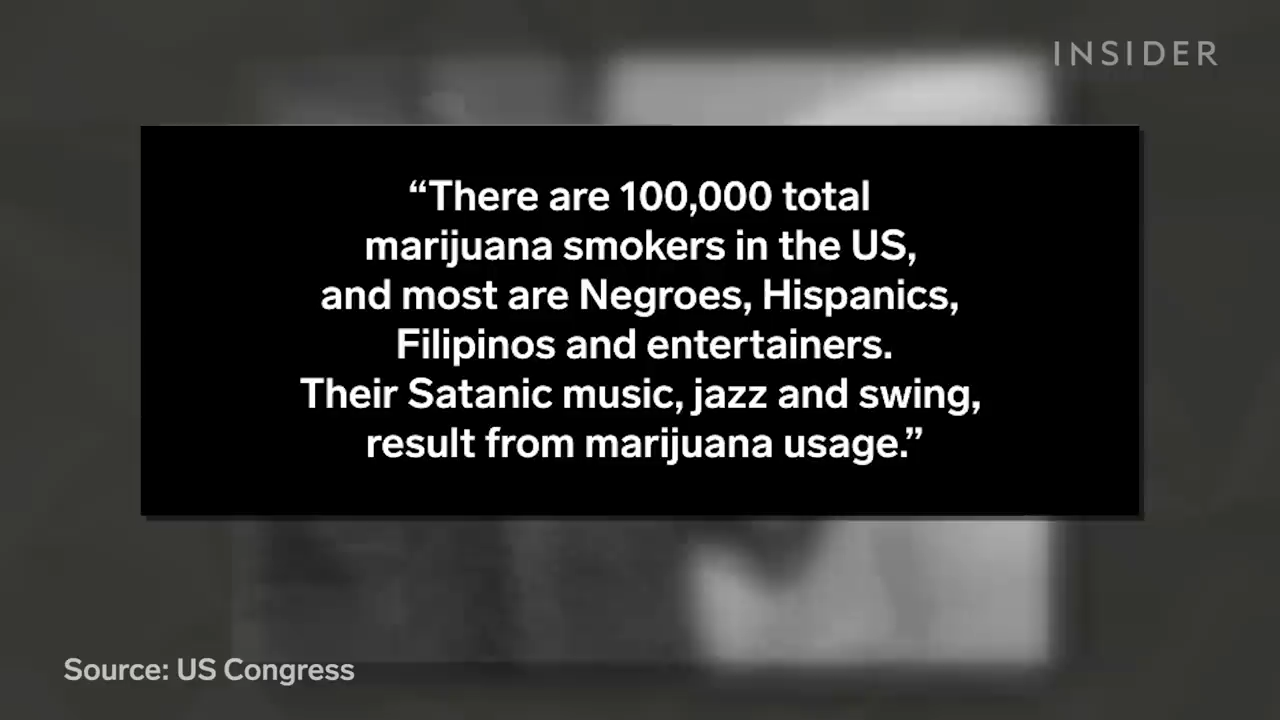 INSIDER
“There are 100,000 total
marijuana smokers in the US,
and most are Negroes, Hispanics,
Filipinos and entertainers.
Their Satanic music, jazz and swing,
result from marijuana usage.”
Source: US Congress